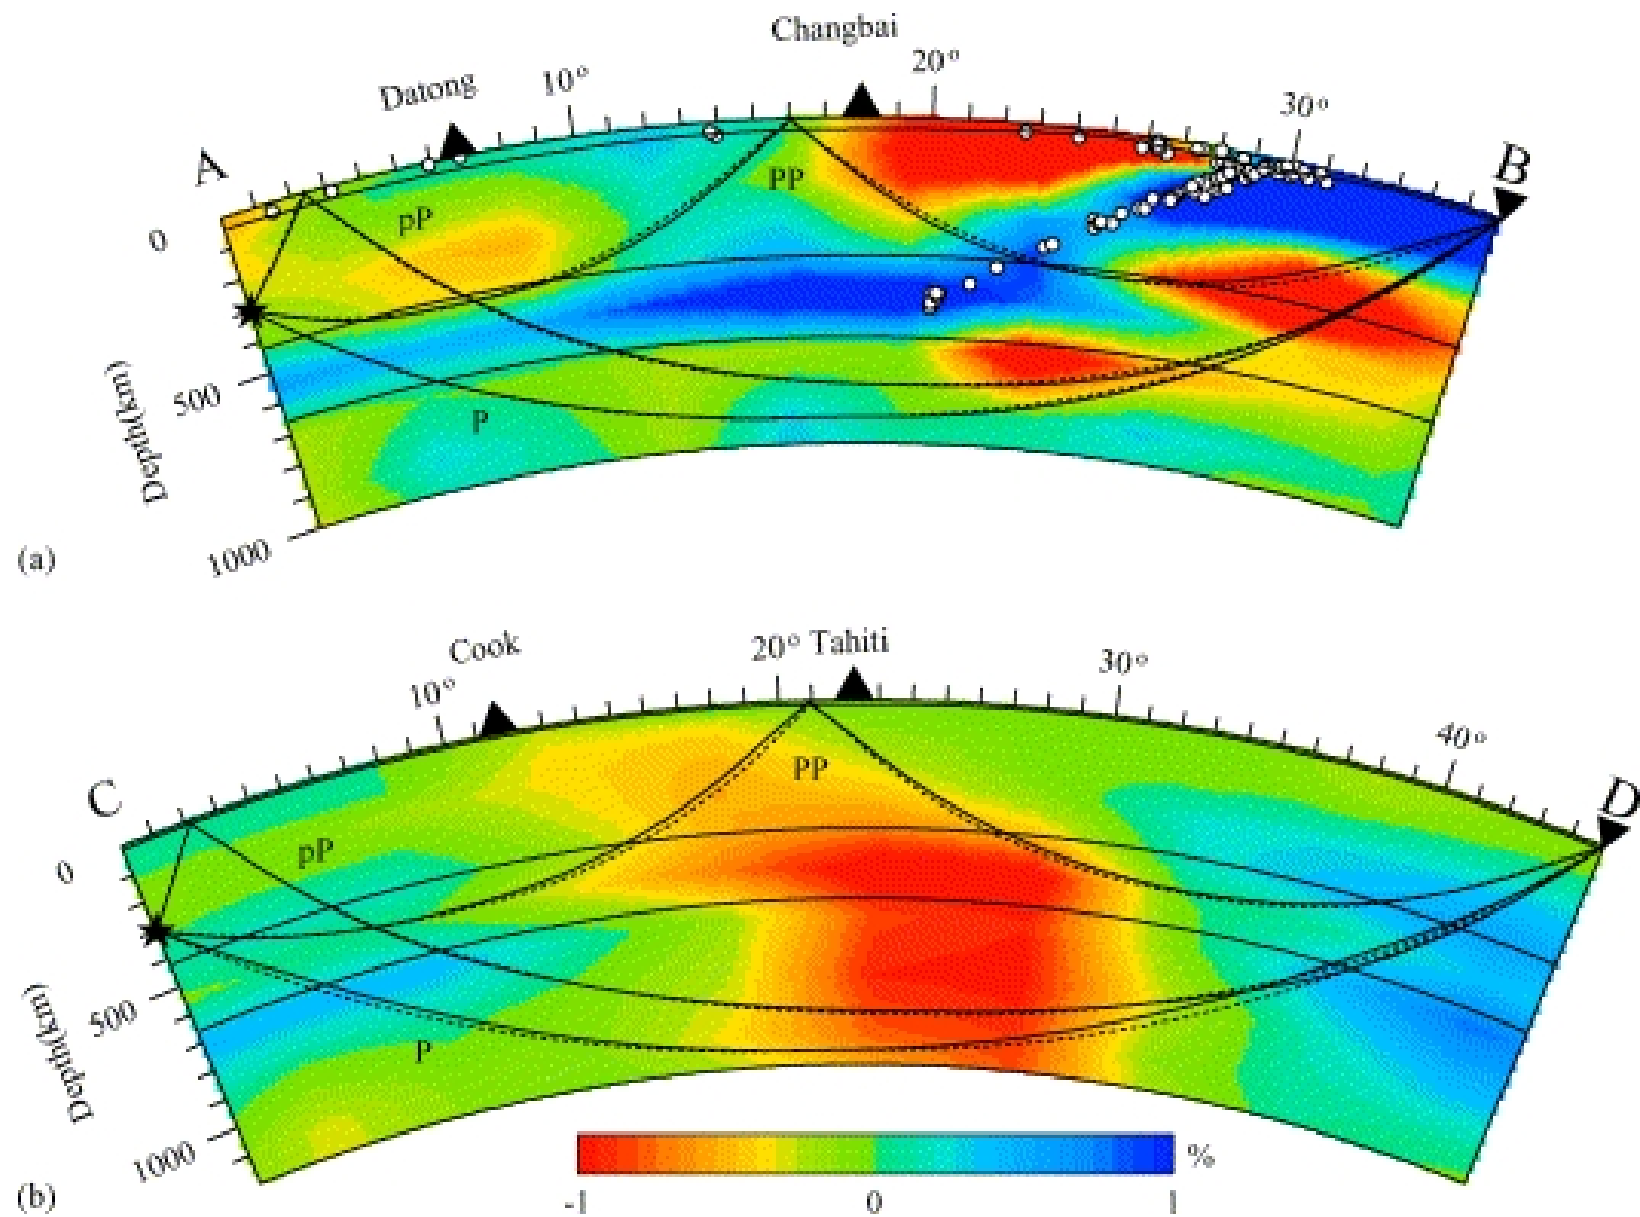 Changbai
Datong 10° 20° 30°
A B
pP PP
0
500
P
Depth(km)
1000
(a)
Cook 20° Tahiti 30°
10° 40°
C D
PP
pP
0
500
P
Depth(km)
1000
%
(b)
-1 0 1